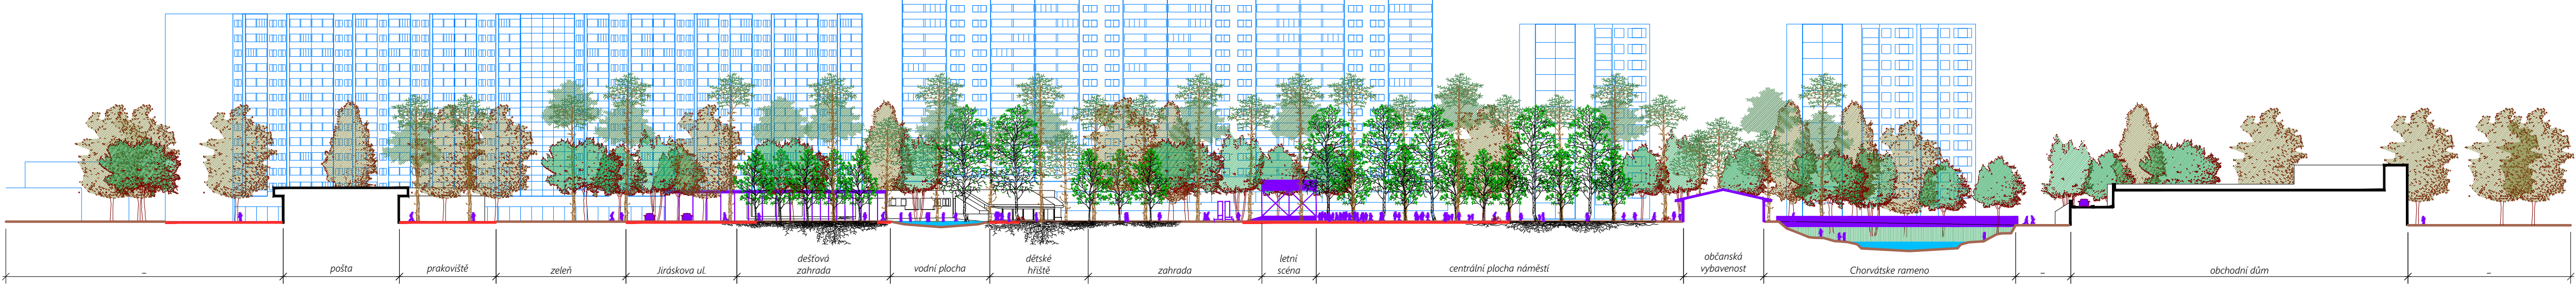 –
pošta
prakoviště
zeleň
Jiráskova ul.
dešťová
zahrada
vodní plocha
dětské
hřiště
zahrada
letní
scéna
centrální plocha náměstí
občanská
vybavenost
Chorvátske rameno
–
obchodní dům
–